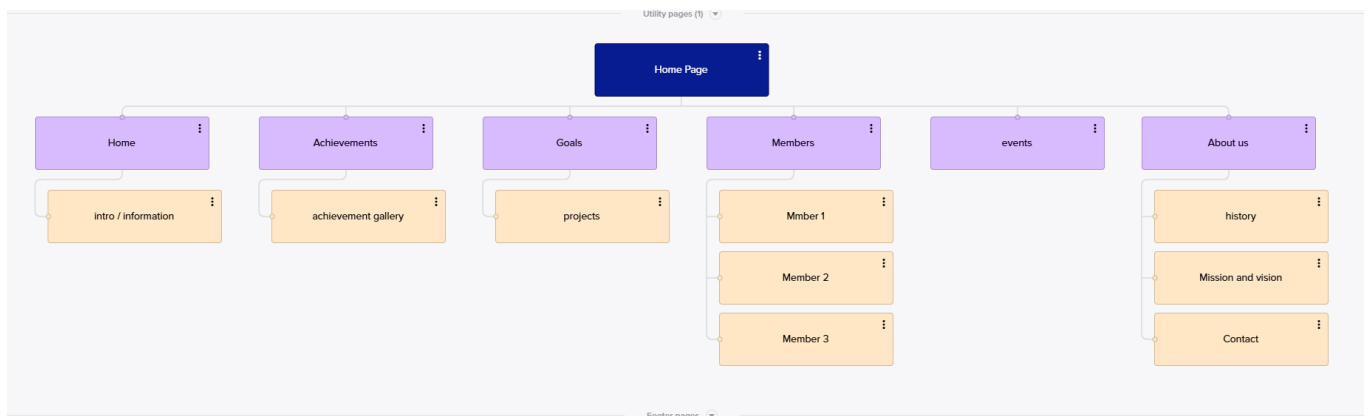 Utility pages (1)
Home Page
Home
Achievements
Goals
Members
events
About us
intro / information
achievement gallery
projects
Mmber 1
history
Member 2
Mission and vision
Member 3
Contact
Footer pages